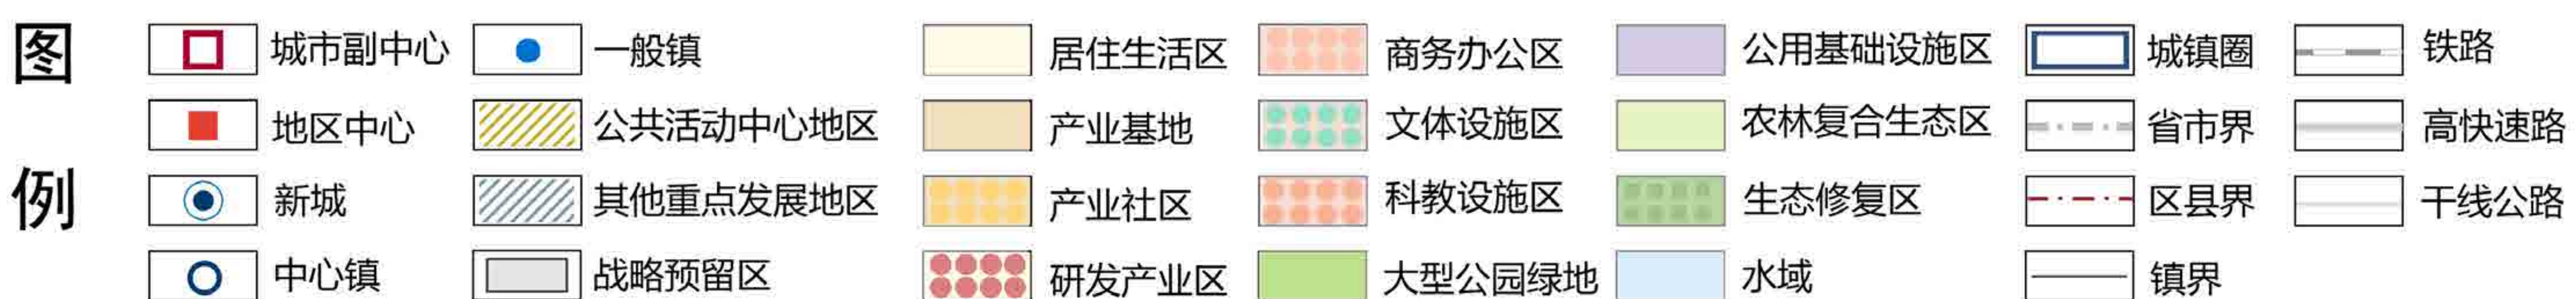 图例
城市副中心
地区中心
新城
中心镇
一般镇
公共活动中心地区
其他重点发展地区
战略预留区
居住生活区
产业基地
产业社区
研发产业区
商务办公区
文体设施区
科教设施区
大型公园绿地
公用基础设施区
农林复合生态区
生态修复区
水域
城镇圈
省市界
区县界
镇界
铁路
高快速路
干线公路